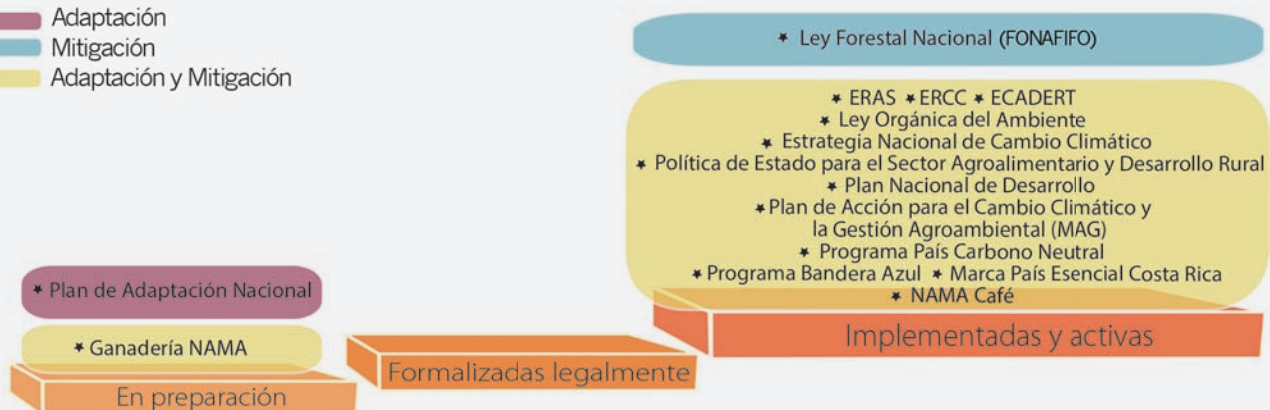 Adaptación
Mitigación
Adaptación y Mitigación
* Ley Forestal Nacional (FONAFIFO)
* ERAS * ERCC * ECADERT
* Ley Orgánica del Ambiente
* Estrategia Nacional de Cambio Climático
* Política de Estado para el Sector Agroalimentario y Desarrollo Rural
* Plan Nacional de Desarrollo
* Plan de Acción para el Cambio Climático y
la Gestión Agroambiental (MAG)
* Programa País Carbono Neutral
* Programa Bandera Azul * Marca País Esencial Costa Rica
* NAMA Café
Implementadas y activas
Formalizadas legalmente
* Plan de Adaptación Nacional
* Ganadería NAMA
En preparación